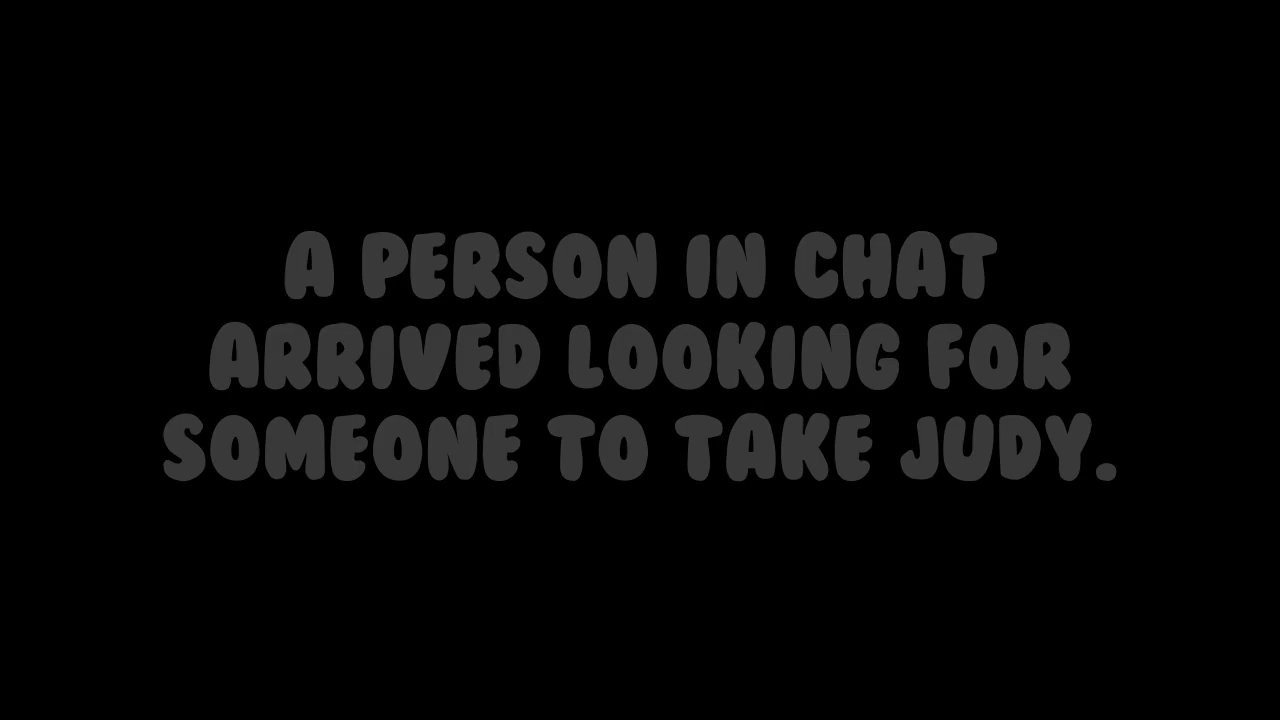 A PERSON IN CHAT
ARRIVED LOOKING FOR
SOMEONE TO TAKE JUDY.